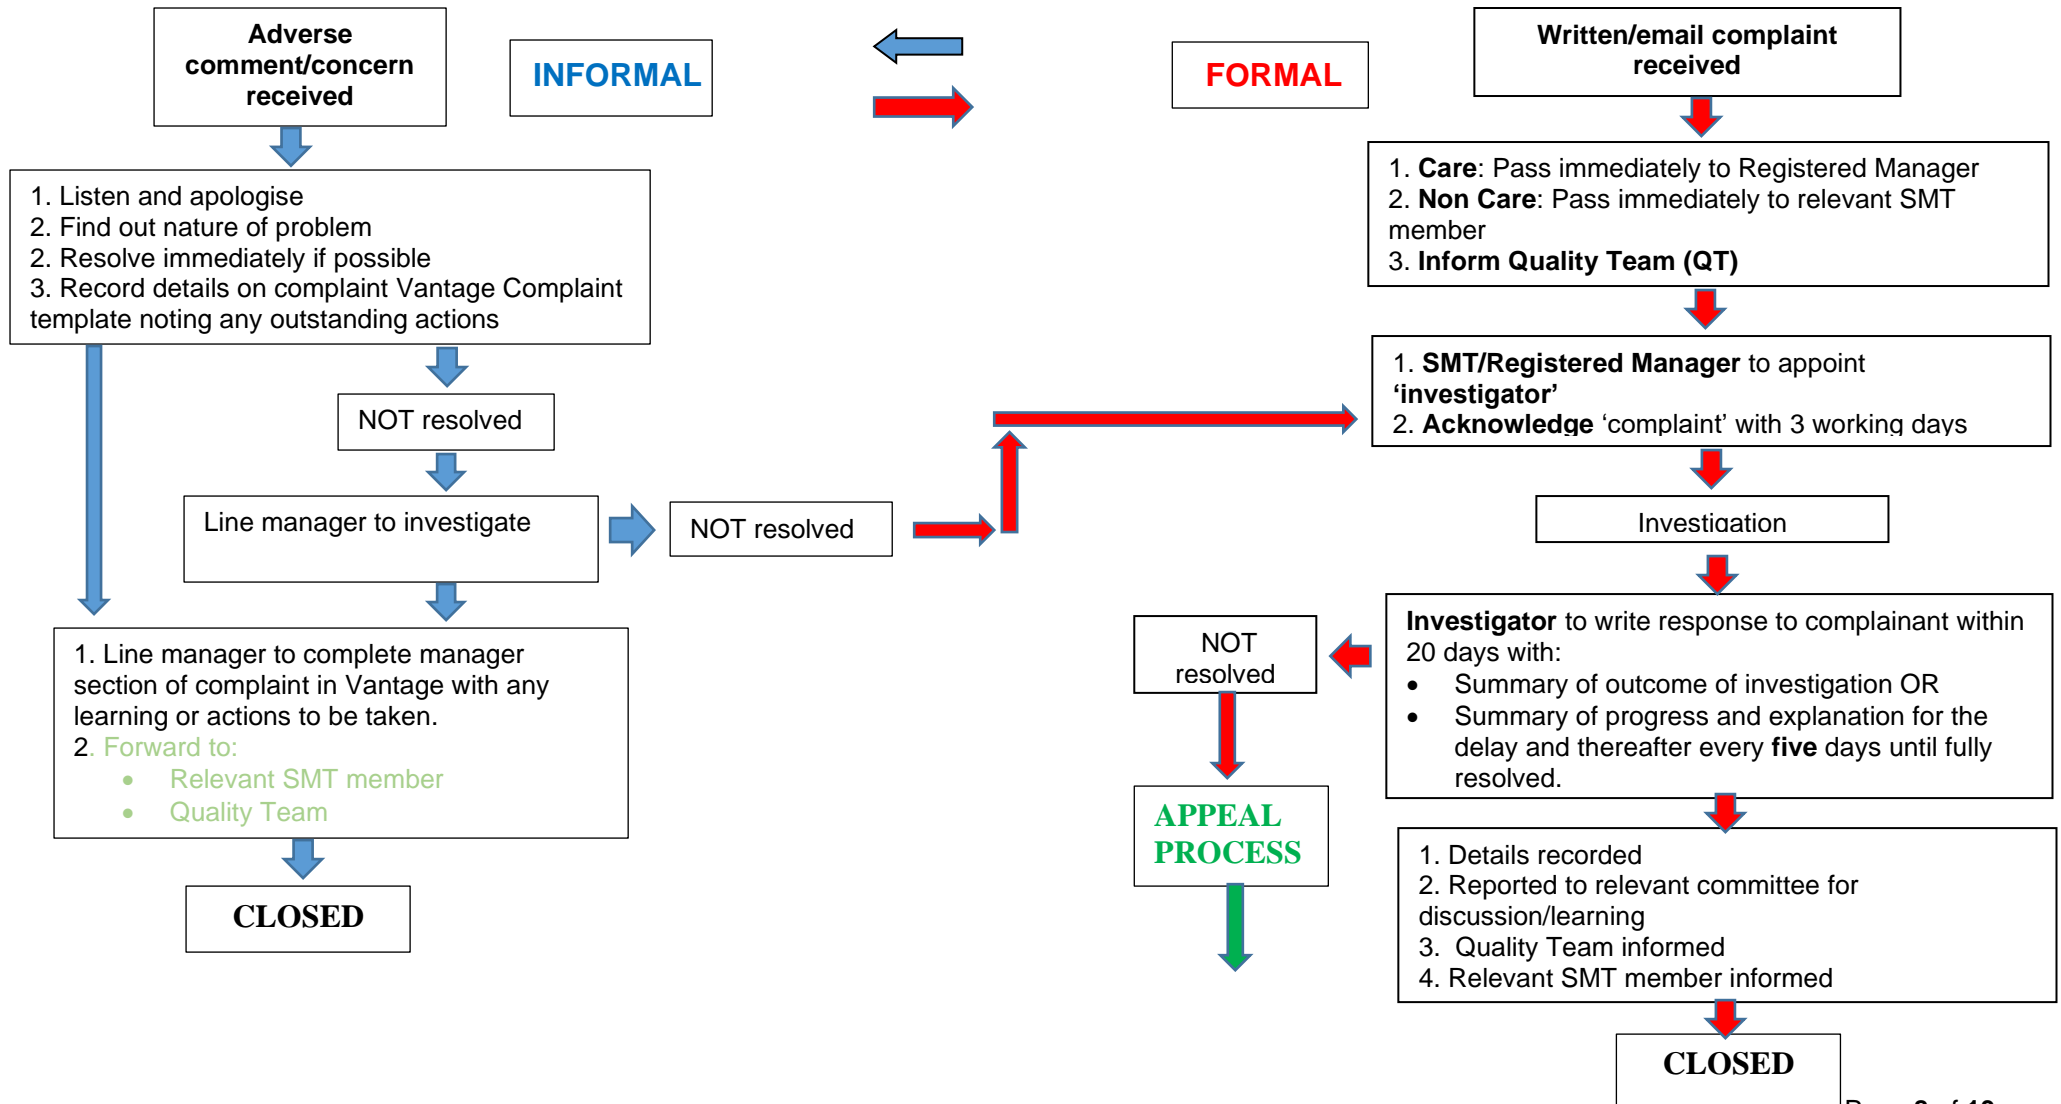 Adverse
comment/concern
received
INFORMAL
FORMAL
Written/email complaint
received
1. Listen and apologise
2. Find out nature of problem
2. Resolve immediately if possible
3. Record details on complaint Vantage Complaint
template noting any outstanding actions
NOT resolved
Line manager to investigate
NOT resolved
1. Line manager to complete manager
section of complaint in Vantage with any
learning or actions to be taken.
2. Forward to:
• Relevant SMT member
• Quality Team
CLOSED
1. Care: Pass immediately to Registered Manager
2. Non Care: Pass immediately to relevant SMT
member
3. Inform Quality Team (QT)
1. SMT/Registered Manager to appoint
‘investigator’
2. Acknowledge ‘complaint’ with 3 working days
Investigation
Investigator to write response to complainant within
20 days with:
• Summary of outcome of investigation OR
• Summary of progress and explanation for the
delay and thereafter every five days until fully
resolved.
NOT
resolved
APPEAL
PROCESS
1. Details recorded
2. Reported to relevant committee for
discussion/learning
3. Quality Team informed
4. Relevant SMT member informed
CLOSED
of